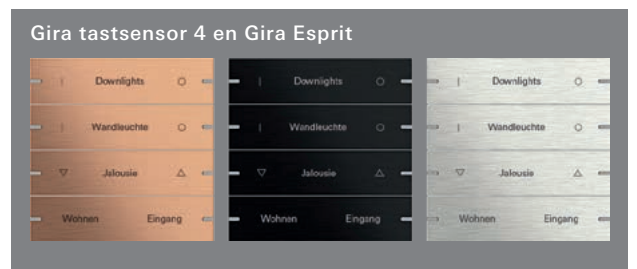 Gira tastsensor 4 en Gira Esprit
Downlights
Wandleuchte
Jalousie
Wohnen Eingang
Downlights
Wandleuchte
Jalousie
Wohnen Eingang
Downlights
Wandleuchte
Jalousie
Wohnen Eingang